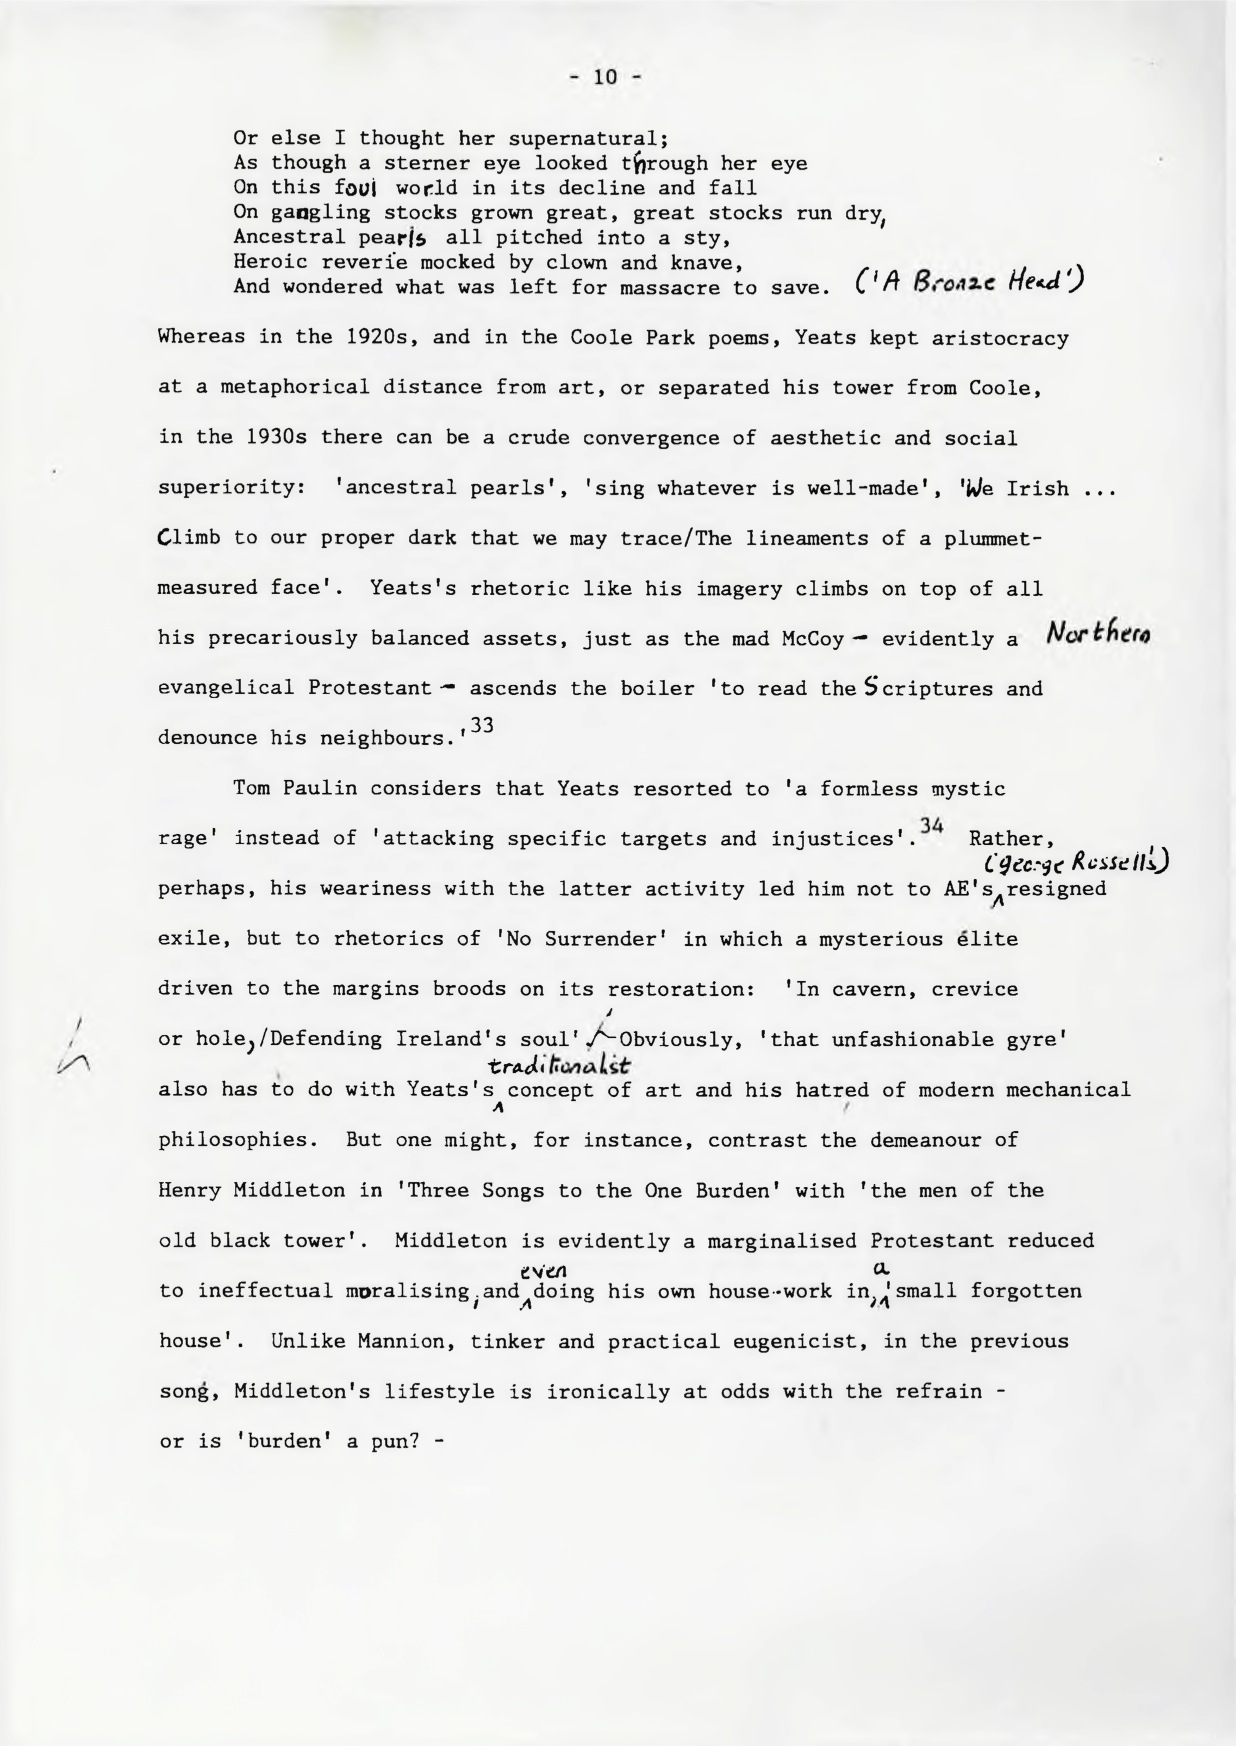 - 10 -
Or else I thought her supernatural;
As though a sterner eye looked through her eye
On this foul world in its decline and fall
On gangling stocks grown great, great stocks run dry,
Ancestral pearls all pitched into a sty,
Heroic reverie mocked by clown and knave,
And wondered what was left for massacre to save. ('A Bronze Head')
Whereas in the 1920s, and in the Coole Park poems, Yeats kept aristocracy
at a metaphorical distance from art, or separated his tower from Coole,
in the 1930s there can be a crude convergence of aesthetic and social
superiority: 'ancestral pearls', 'sing whatever is well-made', 'We Irish ...
Climb to our proper dark that we may trace/The lineaments of a plummet-
measured face'. Yeats's rhetoric like his imagery climbs on top of all
his precariously balanced assets, just as the mad McCoy - evidently a Northern
evangelical Protestant - ascends the boiler 'to read the Scriptures and
denounce his neighbours.'33
Tom Paulin considers that Yeats resorted to 'a formless mystic
rage' instead of 'attacking specific targets and injustices'.34 Rather,
(George Russell's)
perhaps, his weariness with the latter activity led him not to AE's resigned
exile, but to rhetorics of 'No Surrender' in which a mysterious élite
driven to the margins broods on its restoration: 'In cavern, crevice
or hole,/Defending Ireland's soul'. Obviously, 'that unfashionable gyre'
traditionalist
also has to do with Yeats's concept of art and his hatred of modern mechanical
philosophies. But one might, for instance, contrast the demeanour of
Henry Middleton in 'Three Songs to the One Burden' with 'the men of the
old black tower'. Middleton is evidently a marginalised Protestant reduced
even a
to ineffectual moralising, and doing his own house-work in, 'small forgotten
house'. Unlike Mannion, tinker and practical eugenicist, in the previous
song, Middleton's lifestyle is ironically at odds with the refrain -
or is 'burden' a pun? -